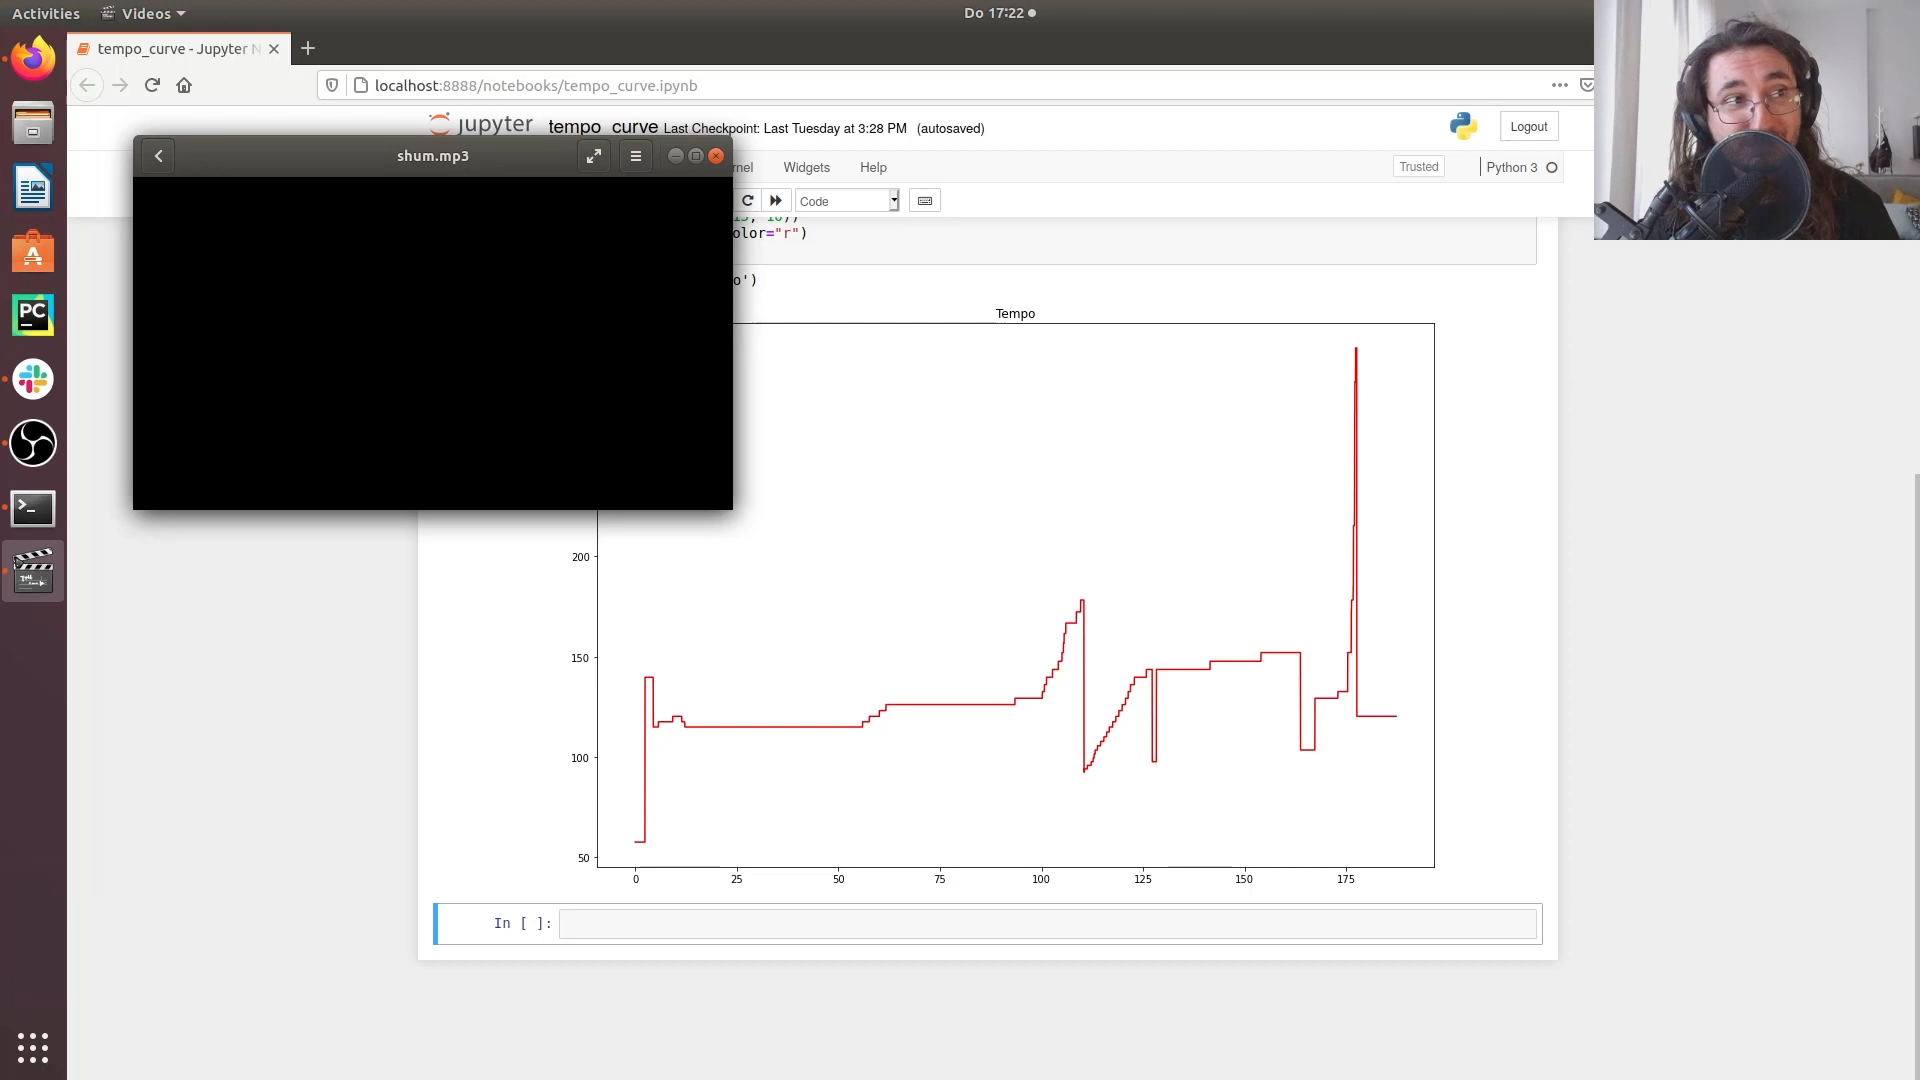 Activities Videos Do 17:22
tempo_curve - Jupyter N
localhost:8888/notebooks/tempo_curve.ipynb
jupyter tempo_curve Last Checkpoint: Last Tuesday at 3:28 PM (autosaved)
Logout
shum.mp3
rnel Widgets Help
Trusted Python 3
Code
olor="r")
o')
Tempo
200
150
100
50
0 25 50 75 100 125 150 175
In [ ]:
PC